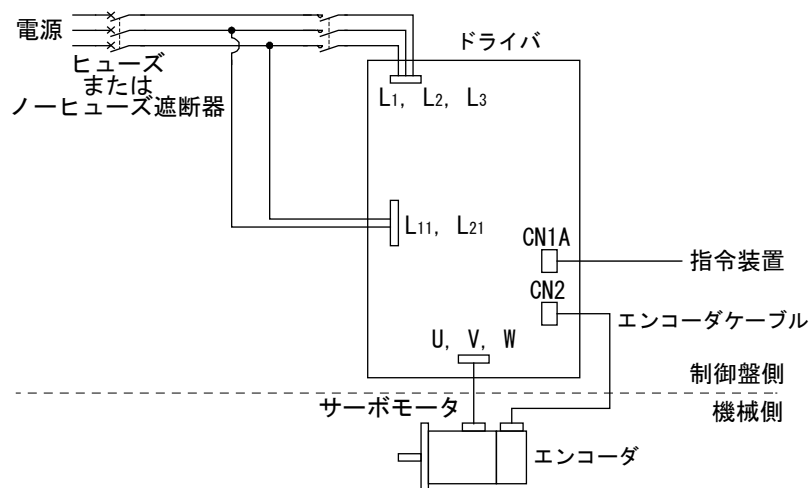 電源
ヒューズ
または
ノーヒューズ遮断器
ドライバ
L1, L2, L3
L11, L21
CN1A
指令装置
CN2
エンコーダケーブル
U, V, W
制御盤側
サーボモータ
機械側
エンコーダ